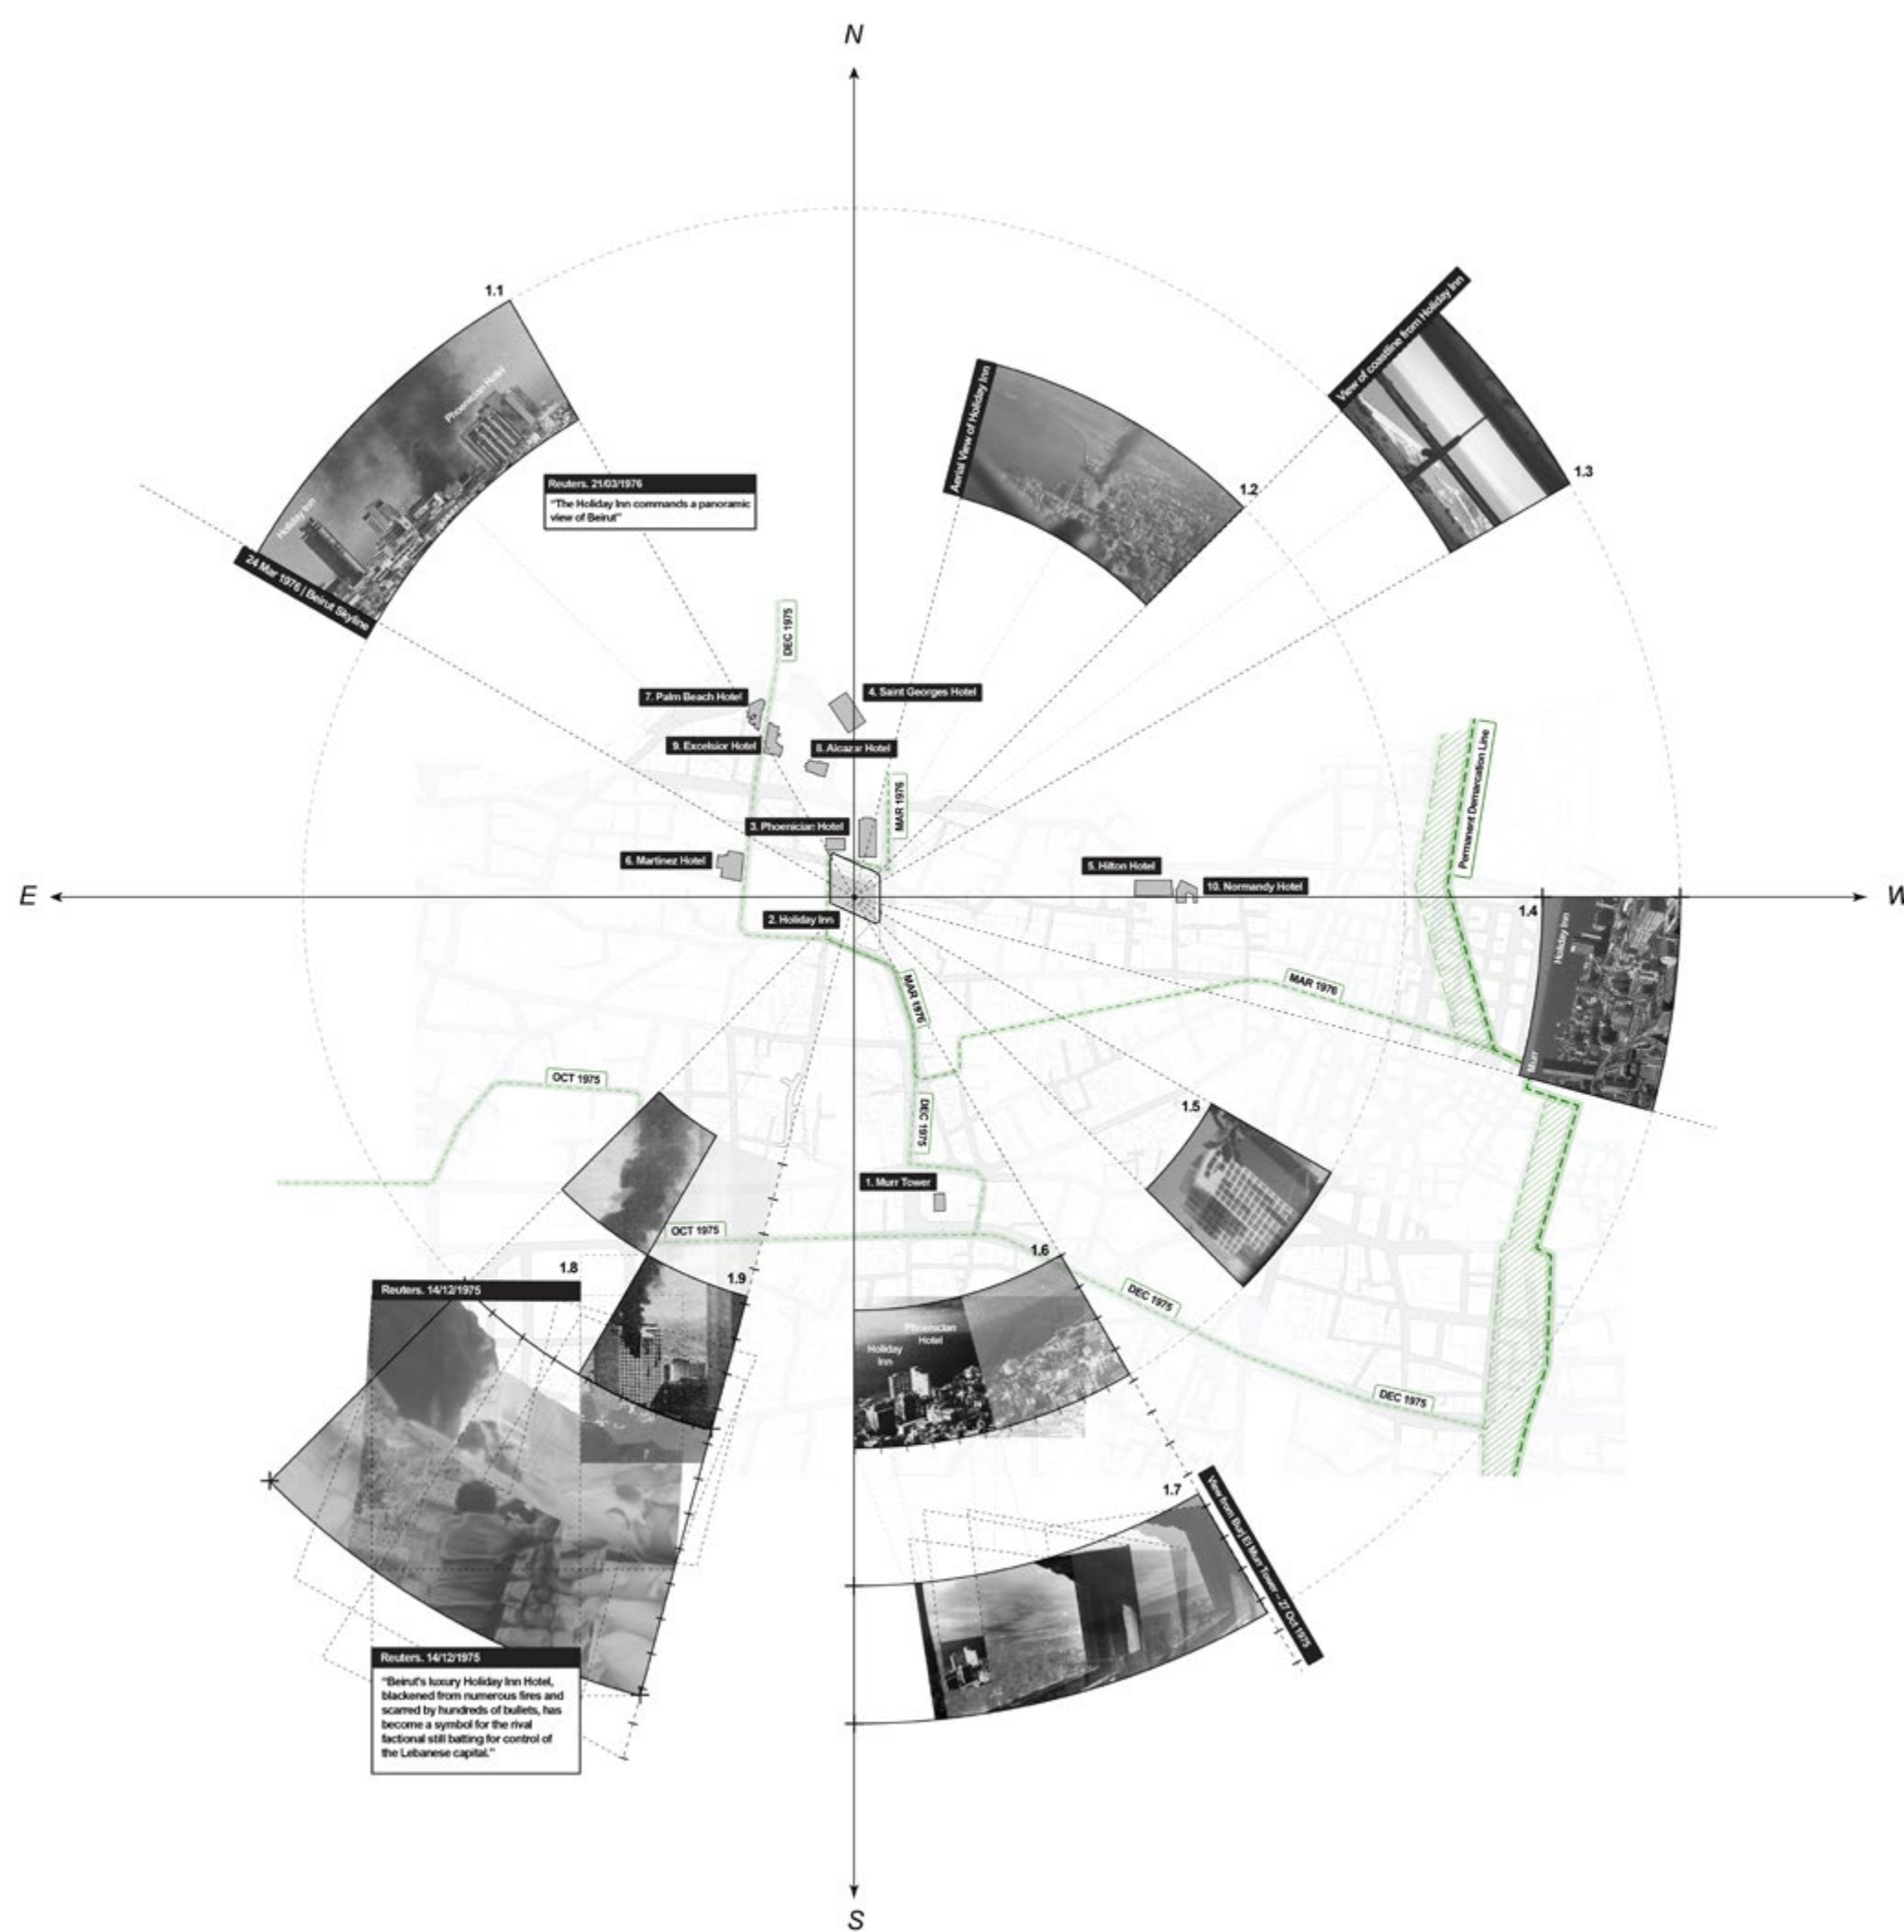 N
1.1
Phoenician Hotel
Holiday Inn
24 Mar 1976 | Beirut Skyline
Reuters. 21/03/1976
"The Holiday Inn commands a panoramic
view of Beirut"
Aerial View of Holiday Inn
1.2
View of coastline from Holiday Inn
1.3
DEC 1975
7. Palm Beach Hotel
4. Saint Georges Hotel
9. Excelsior Hotel
8. Alcazar Hotel
MAR 1976
3. Phoenician Hotel
6. Martinez Hotel
5. Hilton Hotel
10. Normandy Hotel
Permanent Demarcation Line
E
W
2. Holiday Inn
1.4
Holiday Inn
Murr
MAR 1976
MAR 1976
OCT 1975
DEC 1975
1.5
1. Murr Tower
OCT 1975
1.6
1.8
1.9
Reuters. 14/12/1975
DEC 1975
Phoenician
Hotel
Holiday
Inn
DEC 1975
1.7
View from Burj El Murr Tower – 27 Oct 1975
Reuters. 14/12/1975
"Beirut's luxury Holiday Inn Hotel,
blackened from numerous fires and
scarred by hundreds of bullets, has
become a symbol for the rival
factional still batting for control of
the Lebanese capital."
S